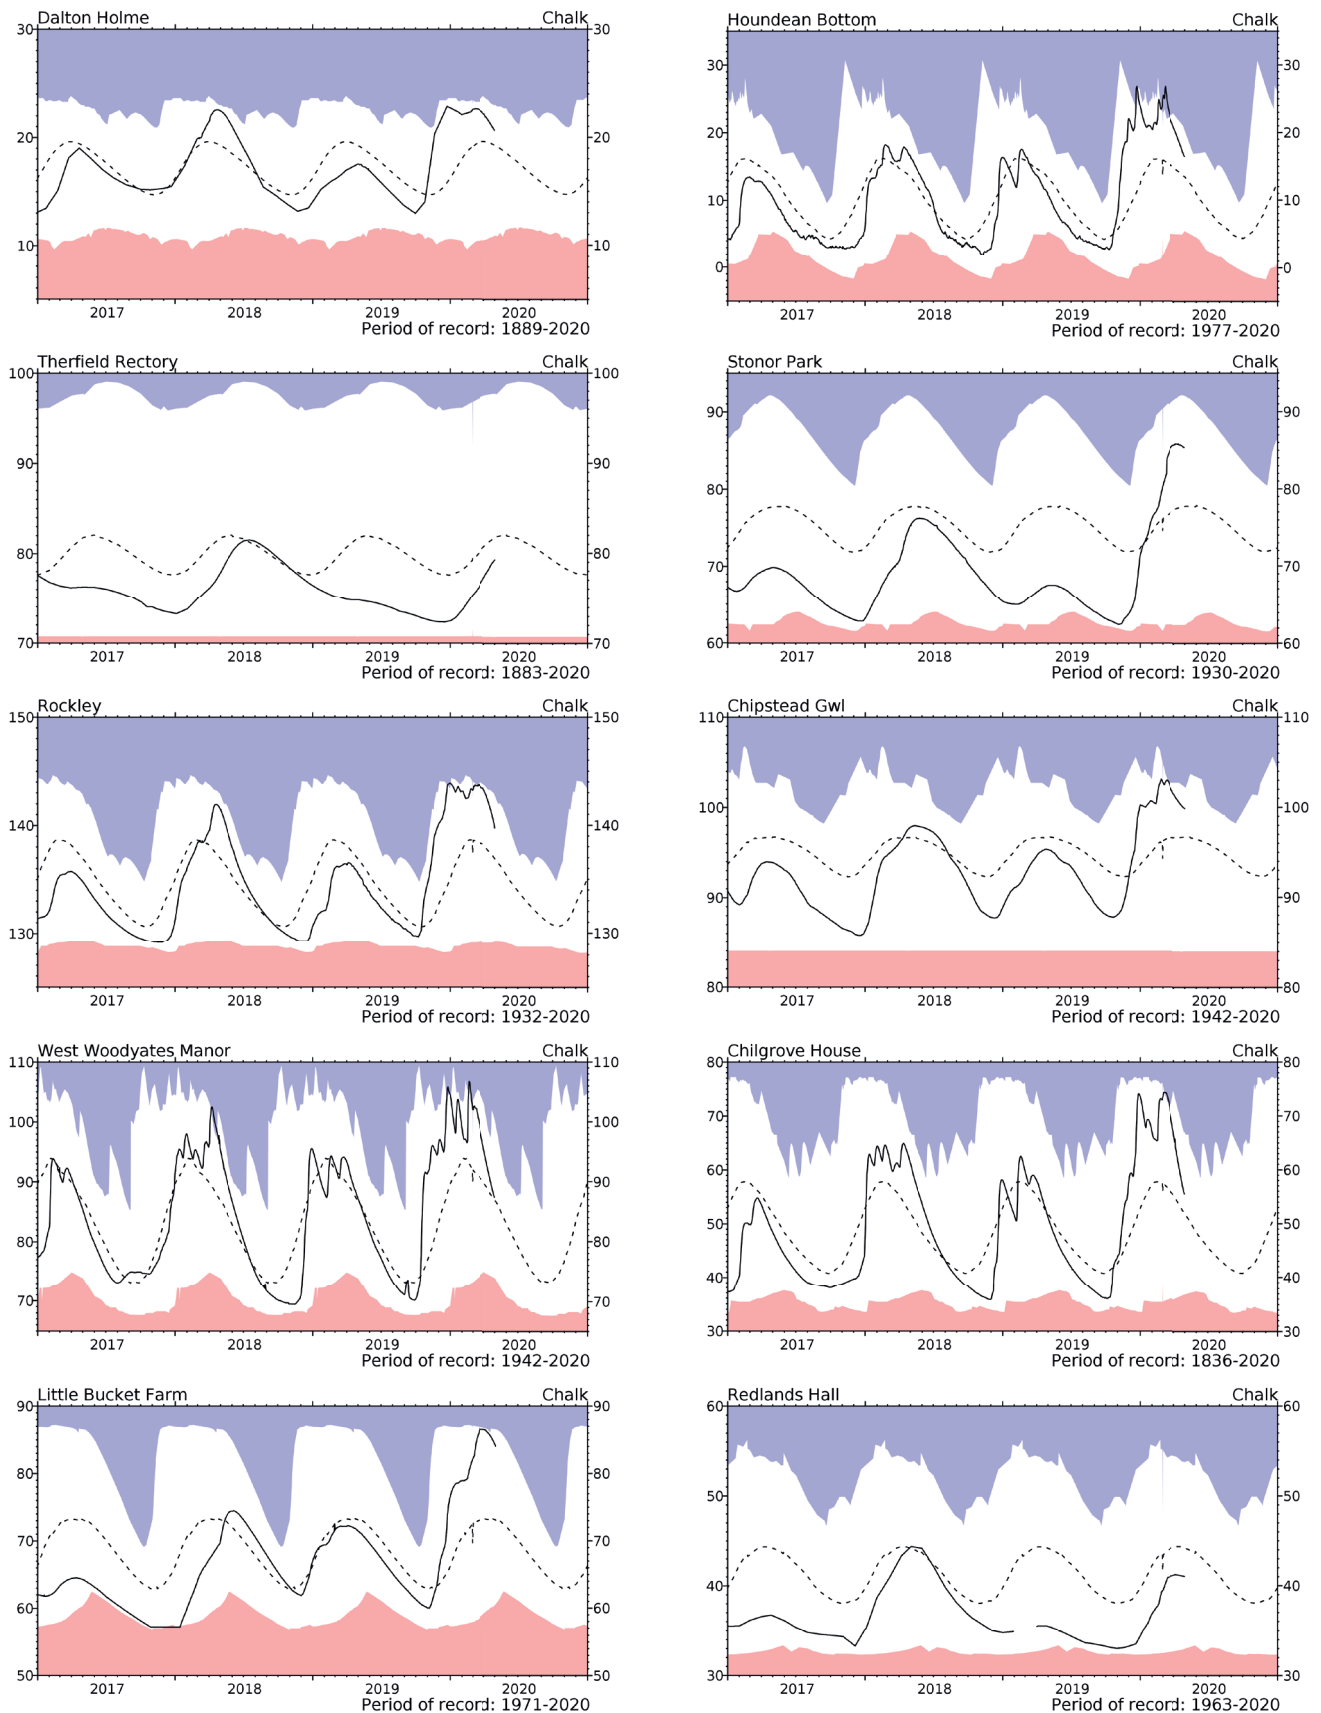 Dalton Holme Chalk
30 30
20 20
10 10
2017 2018 2019 2020
Period of record: 1889-2020
Houndean Bottom Chalk
30 30
20 20
10 10
0 0
2017 2018 2019 2020
Period of record: 1977-2020
Therfield Rectory Chalk
100 100
90 90
80 80
70 70
2017 2018 2019 2020
Period of record: 1883-2020
Stonor Park Chalk
90 90
80 80
70 70
60 60
2017 2018 2019 2020
Period of record: 1930-2020
Rockley Chalk
150 150
140 140
130 130
2017 2018 2019 2020
Period of record: 1932-2020
Chipstead Gwl Chalk
110 110
100 100
90 90
80 80
2017 2018 2019 2020
Period of record: 1942-2020
West Woodyates Manor Chalk
110 110
100 100
90 90
80 80
70 70
2017 2018 2019 2020
Period of record: 1942-2020
Chilgrove House Chalk
80 80
70 70
60 60
50 50
40 40
30 30
2017 2018 2019 2020
Period of record: 1836-2020
Little Bucket Farm Chalk
90 90
80 80
70 70
60 60
50 50
2017 2018 2019 2020
Period of record: 1971-2020
Redlands Hall Chalk
60 60
50 50
40 40
30 30
2017 2018 2019 2020
Period of record: 1963-2020